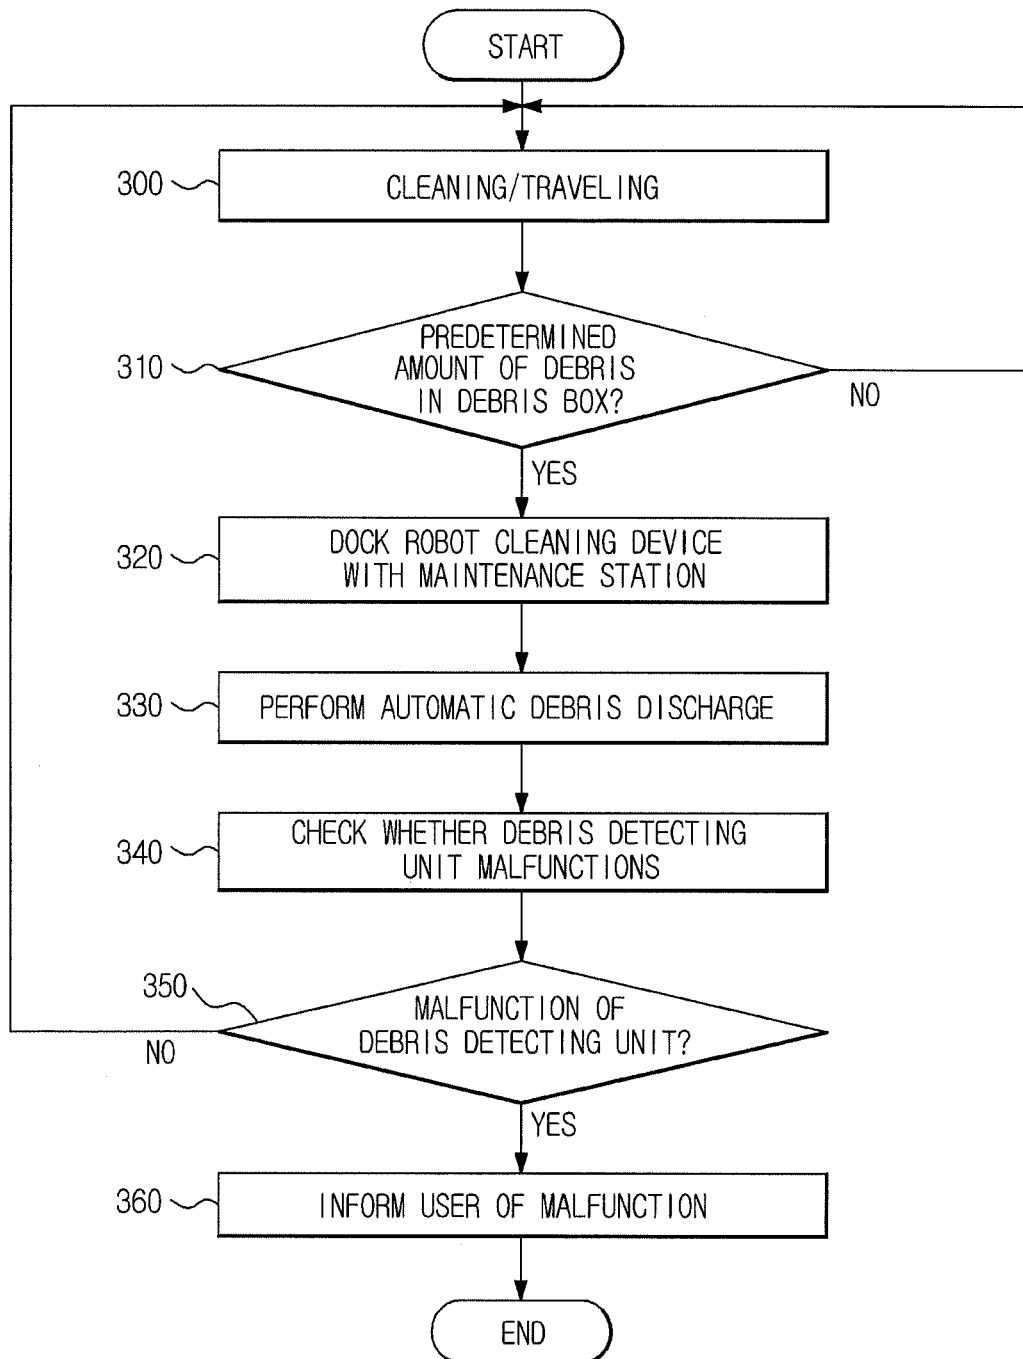 START
300
CLEANING/TRAVELING
310
PREDETERMINED
AMOUNT OF DEBRIS
IN DEBRIS BOX?
NO
YES
320
DOCK ROBOT CLEANING DEVICE
WITH MAINTENANCE STATION
330
PERFORM AUTOMATIC DEBRIS DISCHARGE
340
CHECK WHETHER DEBRIS DETECTING
UNIT MALFUNCTIONS
350
MALFUNCTION OF
DEBRIS DETECTING UNIT?
NO
YES
360
INFORM USER OF MALFUNCTION
END